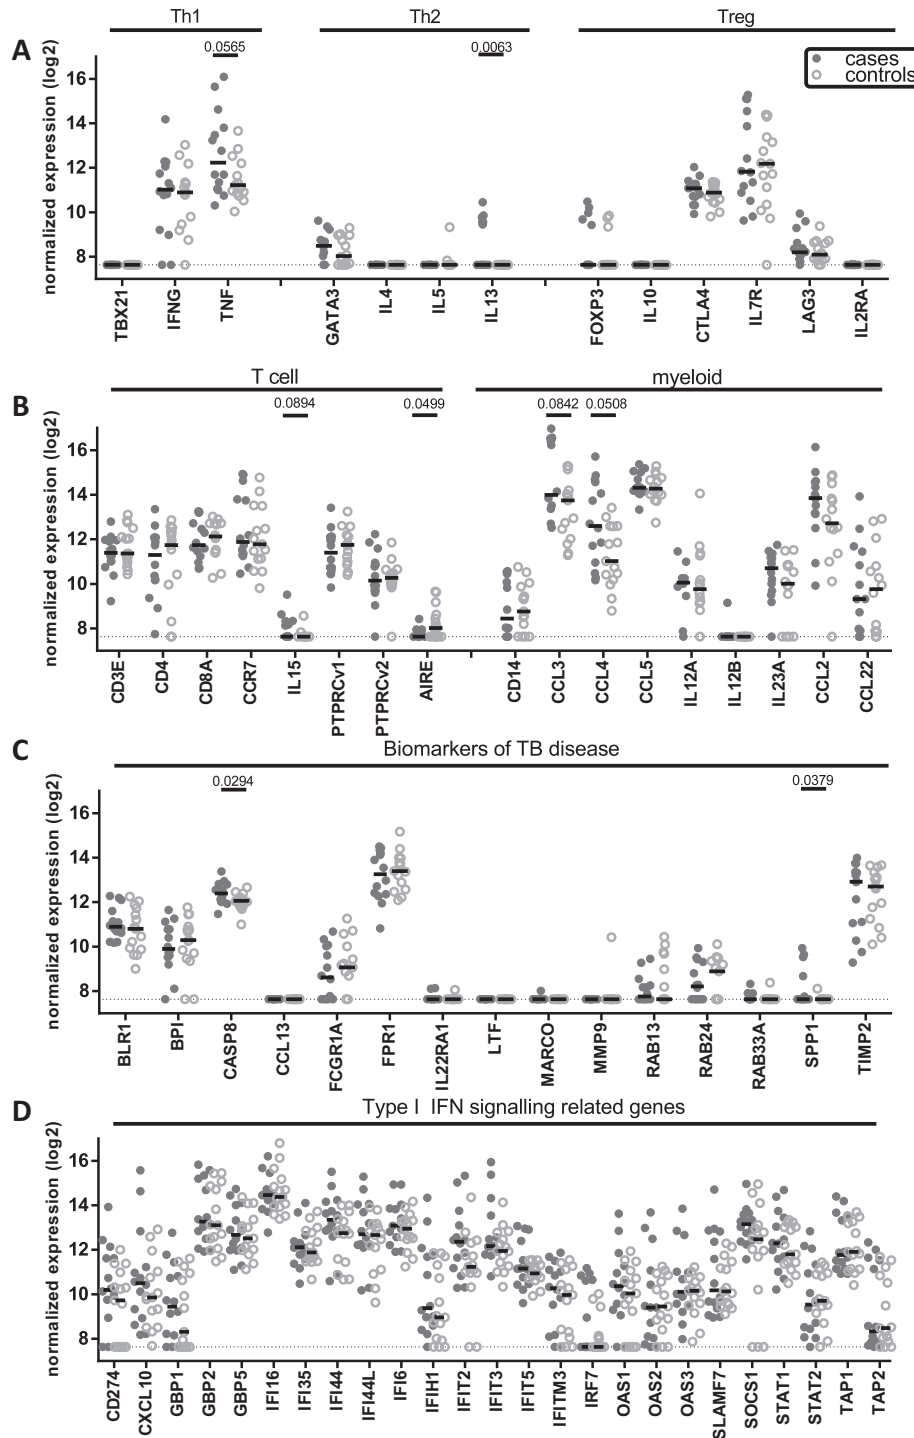 Th1 Th2 Treg
A
0.0565 0.0063
cases
controls
normalized expression (log2)
16
14
12
10
8
TBX21 IFNG TNF GATA3 IL4 IL5 IL13 FOXP3 IL10 CTLA4 IL7R LAG3 IL2RA
T cell myeloid
B
0.0894 0.0499 0.0842 0.0508
normalized expression (log2)
16
14
12
10
8
CD3E CD4 CD8A CCR7 IL15 PTPRCv1 PTPRCv2 AIRE CD14 CCL3 CCL4 CCL5 IL12A IL12B IL23A CCL2 CCL22
C
Biomarkers of TB disease
0.0294 0.0379
normalized expression (log2)
16
14
12
10
8
BLR1 BPI CASP8 CCL13 FCGR1A FPR1 IL22RA1 LTF MARCO MMP9 RAB13 RAB24 RAB33A SPP1 TIMP2
D
Type I IFN signalling related genes
normalized expression (log2)
16
14
12
10
8
CD274 CXCL10 GBP1 GBP2 GBP5 IFI16 IFI35 IFI44 IFI44L IFI6 IFIH1 IFIT2 IFIT3 IFIT5 IFITM3 IRF7 OAS1 OAS2 OAS3 SLAMF7 SOCS1 STAT1 STAT2 TAP1 TAP2